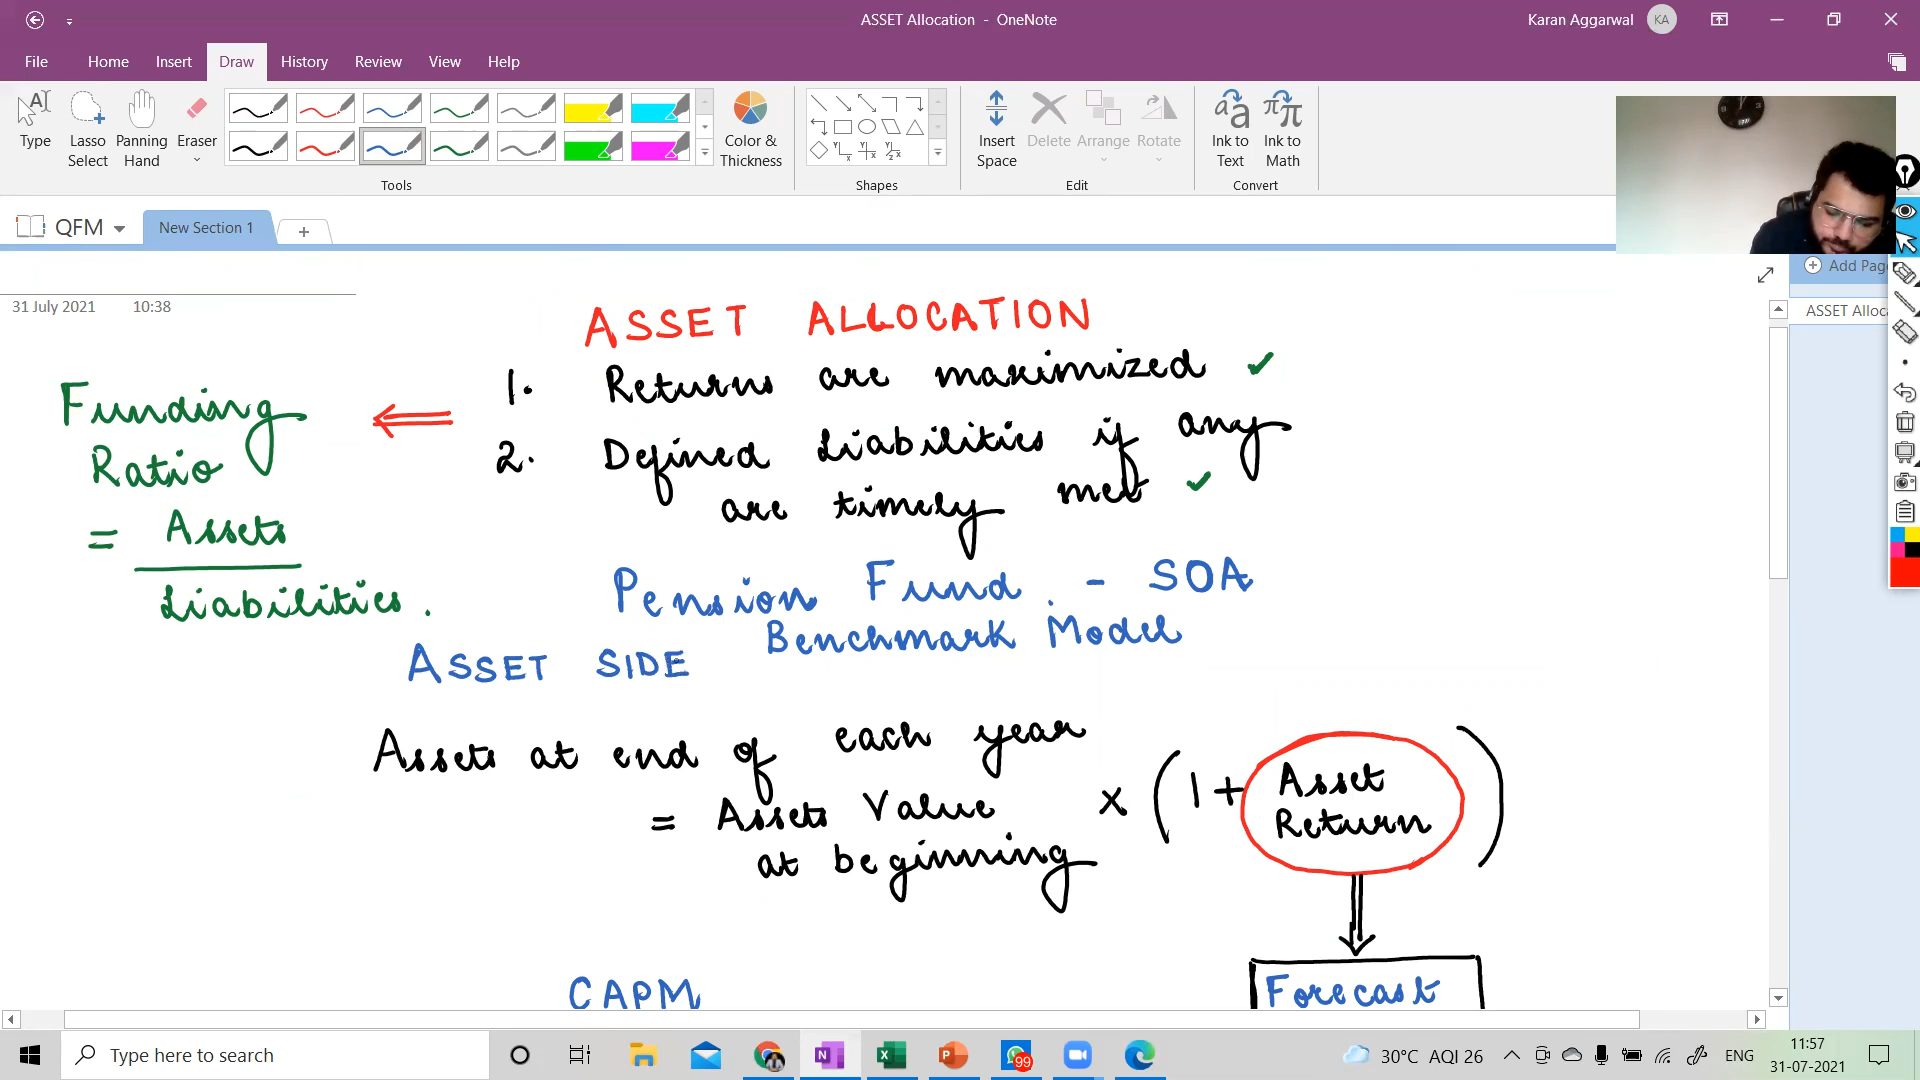 ASSET Allocation - OneNote
Karan Aggarwal KA
File Home Insert Draw History Review View Help
Type
Lasso Select
Panning Hand
Eraser
Color & Thickness
Insert Space
Delete
Arrange
Rotate
Ink to Text
Ink to Math
Tools
Shapes
Edit
Convert
QFM
New Section 1
+
Add Pag
31 July 2021 10:38
ASSET Alloc
ASSET ALLOCATION
1. Returns are maximized ✓
2. Defined Liabilities if any
are timely met ✓
Funding
Ratio
= Assets
Liabilities.
Pension Fund - SOA
Benchmark Model
ASSET SIDE
Assets at end of each year
= Assets Value at beginning x (1 + Asset Return)
CAPM
Forecast
Type here to search
99
30°C AQI 26
ENG
11:57
31-07-2021